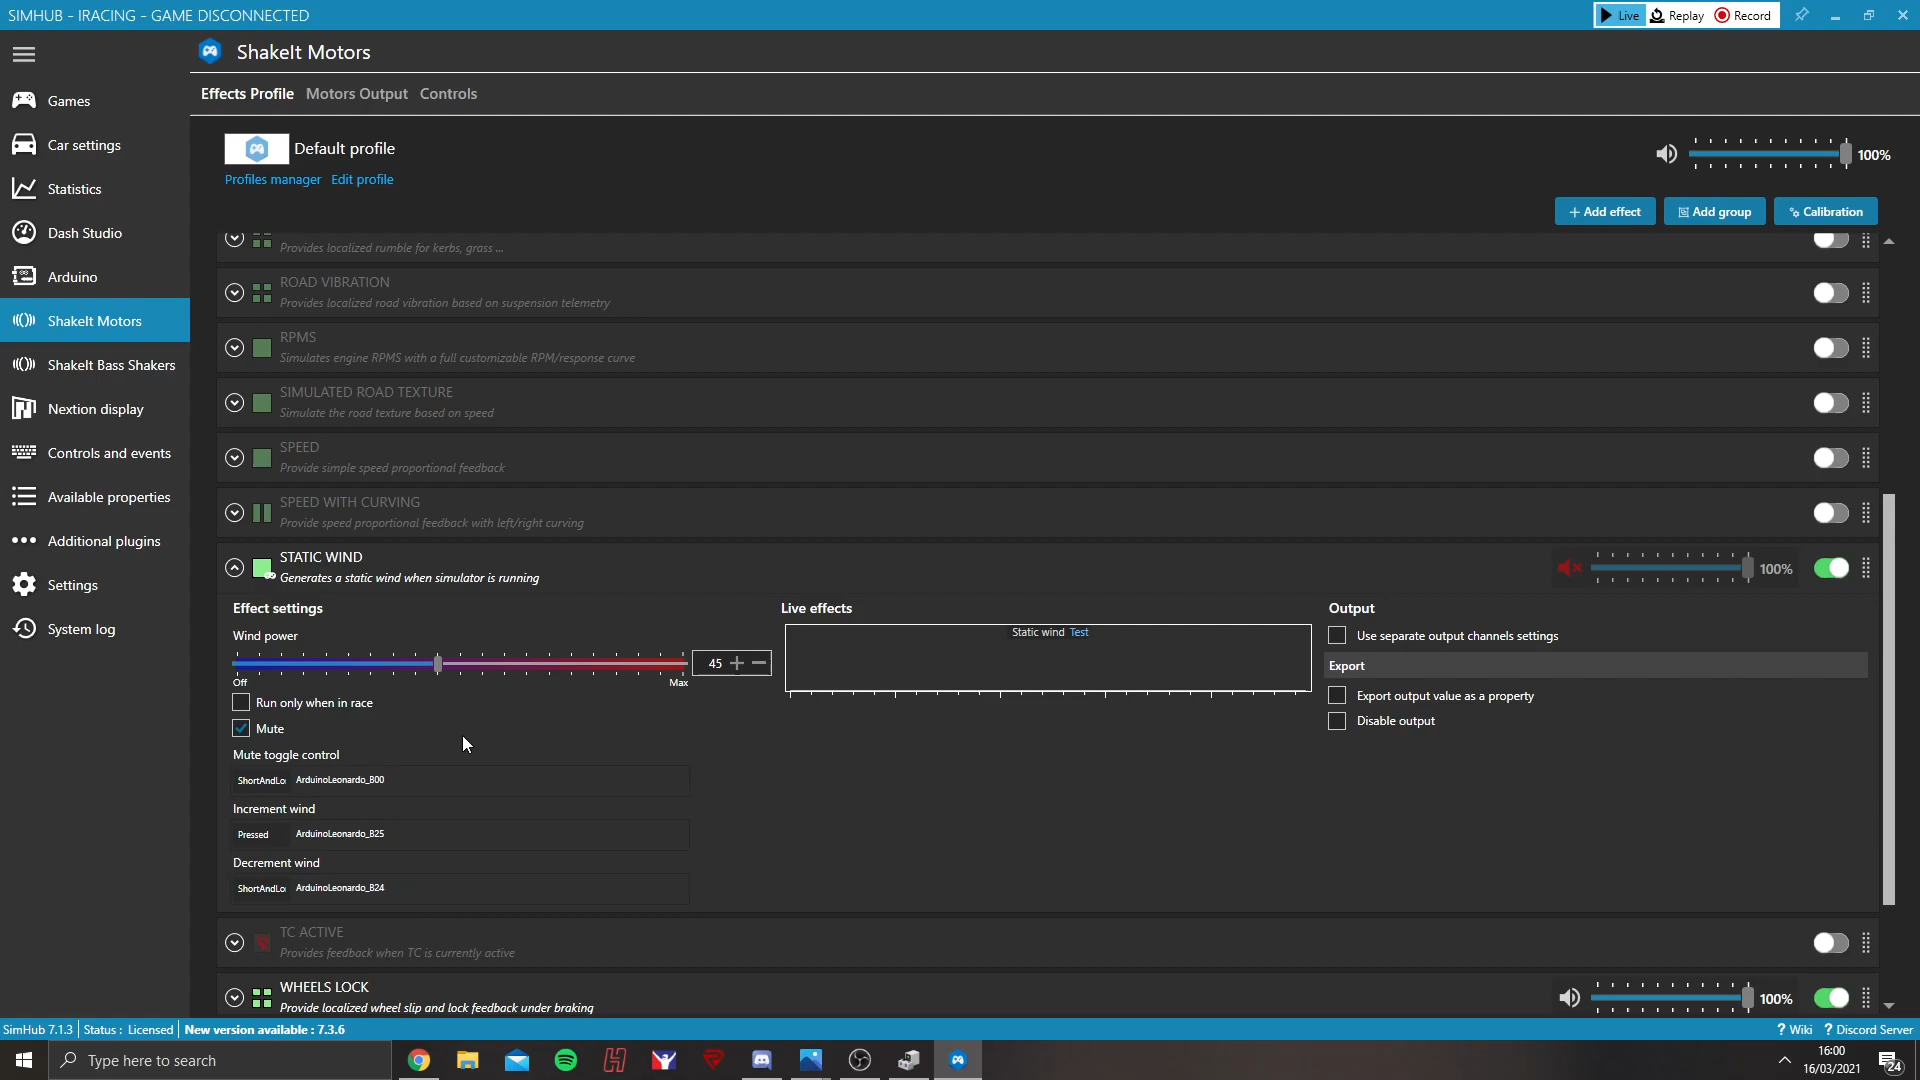 SIMHUB - IRACING - GAME DISCONNECTED
Live Replay Record
ShakeIt Motors
Games
Car settings
Statistics
Dash Studio
Arduino
ShakeIt Motors
ShakeIt Bass Shakers
Nextion display
Controls and events
Available properties
Additional plugins
Settings
System log
Effects Profile Motors Output Controls
Default profile
100%
Profiles manager Edit profile
+ Add effect Add group Calibration
Provides localized rumble for kerbs, grass ...
ROAD VIBRATION
Provides localized road vibration based on suspension telemetry
RPMS
Simulates engine RPMS with a full customizable RPM/response curve
SIMULATED ROAD TEXTURE
Simulate the road texture based on speed
SPEED
Provide simple speed proportional feedback
SPEED WITH CURVING
Provide speed proportional feedback with left/right curving
STATIC WIND
Generates a static wind when simulator is running
100%
Effect settings
Wind power
45 + −
Off Max
Run only when in race
Mute
Mute toggle control
ShortAndLo ArduinoLeonardo_B00
Increment wind
Pressed ArduinoLeonardo_B25
Decrement wind
ShortAndLo ArduinoLeonardo_B24
Live effects
Static wind Test
Output
Use separate output channels settings
Export
Export output value as a property
Disable output
TC ACTIVE
Provides feedback when TC is currently active
WHEELS LOCK
Provide localized wheel slip and lock feedback under braking
100%
SimHub 7.1.3 Status : Licensed New version available : 7.3.6
? Wiki ? Discord Server
Type here to search
16:00
16/03/2021
24